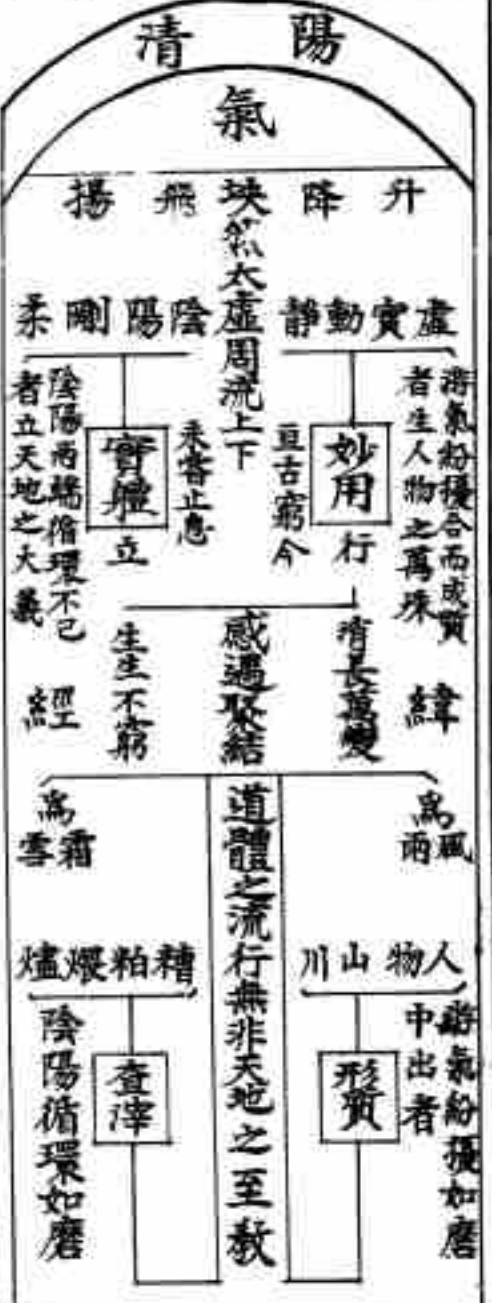 陽清
氣
升降飛揚
坱然太虛周流上下
虛實動靜
陰陽剛柔
游氣紛擾合而成質
者生人物之萬殊
妙用
行
亘古窮今
未嘗止息
實軆
立
陰陽兩端循環不已
者立天地之大義
緯
消長萬變
感遇聚結
生生不窮
經
為風
雨
為霜
雪
道體之流行無非天地之至教
人物山川
糟粕煨燼
游氣紛擾如磨
中出者
形質
查滓
陰陽循環如磨